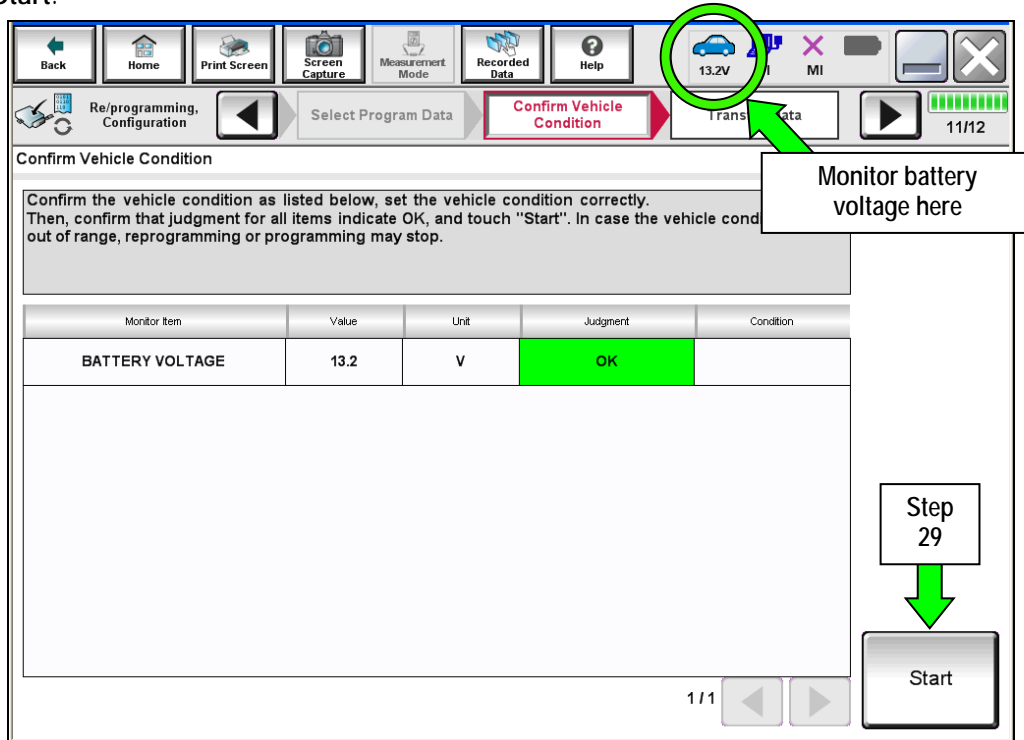 Start.
Back
Home
Print Screen
Screen
Capture
Measurement
Mode
Recorded
Data
Help
13.2V
MI
Re/programming,
Configuration
Select Program Data
Confirm Vehicle
Condition
11/12
Confirm Vehicle Condition
Monitor battery
voltage here
Confirm the vehicle condition as listed below, set the vehicle condition correctly.
Then, confirm that judgment for all items indicate OK, and touch "Start". In case the vehicle
out of range, reprogramming or programming may stop.
Monitor Item Value Unit Judgment Condition
BATTERY VOLTAGE 13.2 V OK
Step
29
Start
1/1